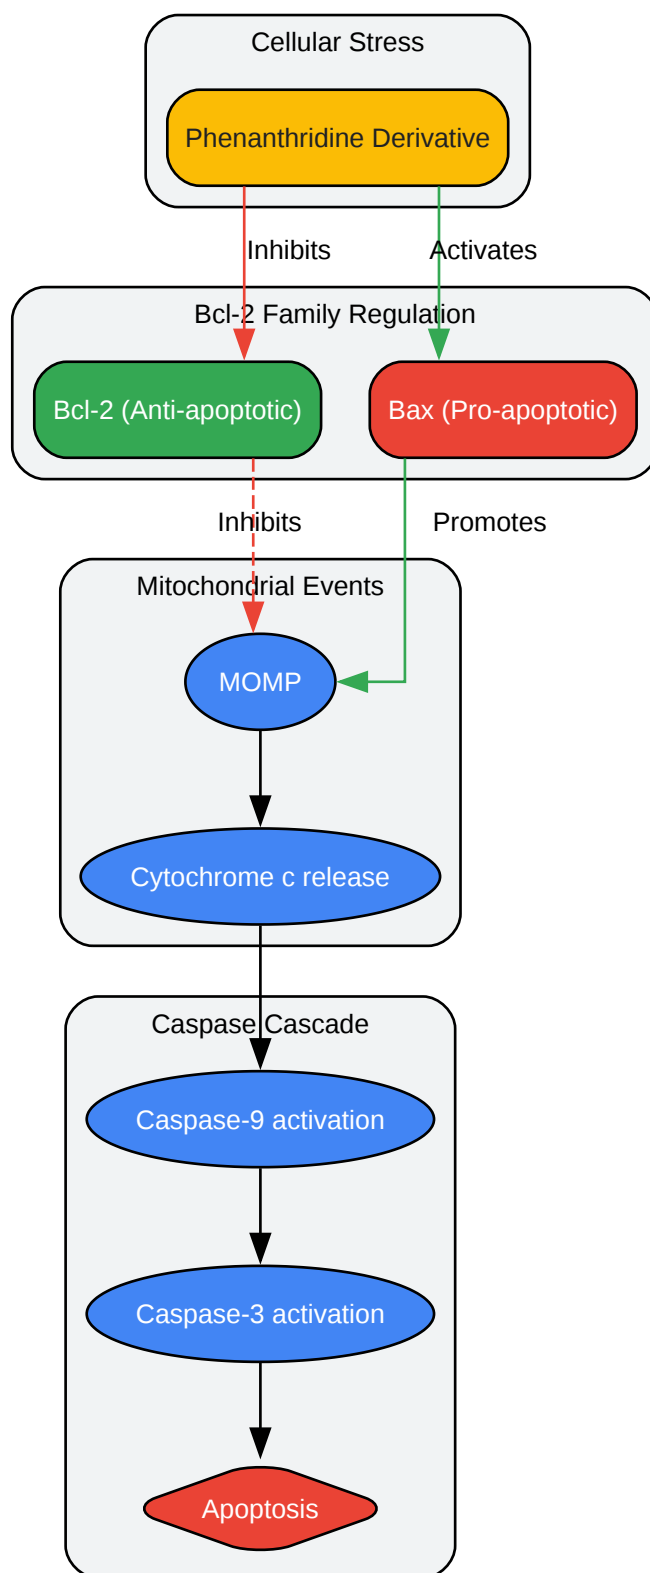 Cellular Stress
Phenanthridine Derivative
Inhibits
Activates
Bcl-2 Family Regulation
Bcl-2 (Anti-apoptotic)
Bax (Pro-apoptotic)
Inhibits
Promotes
Mitochondrial Events
MOMP
Cytochrome c release
Caspase Cascade
Caspase-9 activation
Caspase-3 activation
Apoptosis